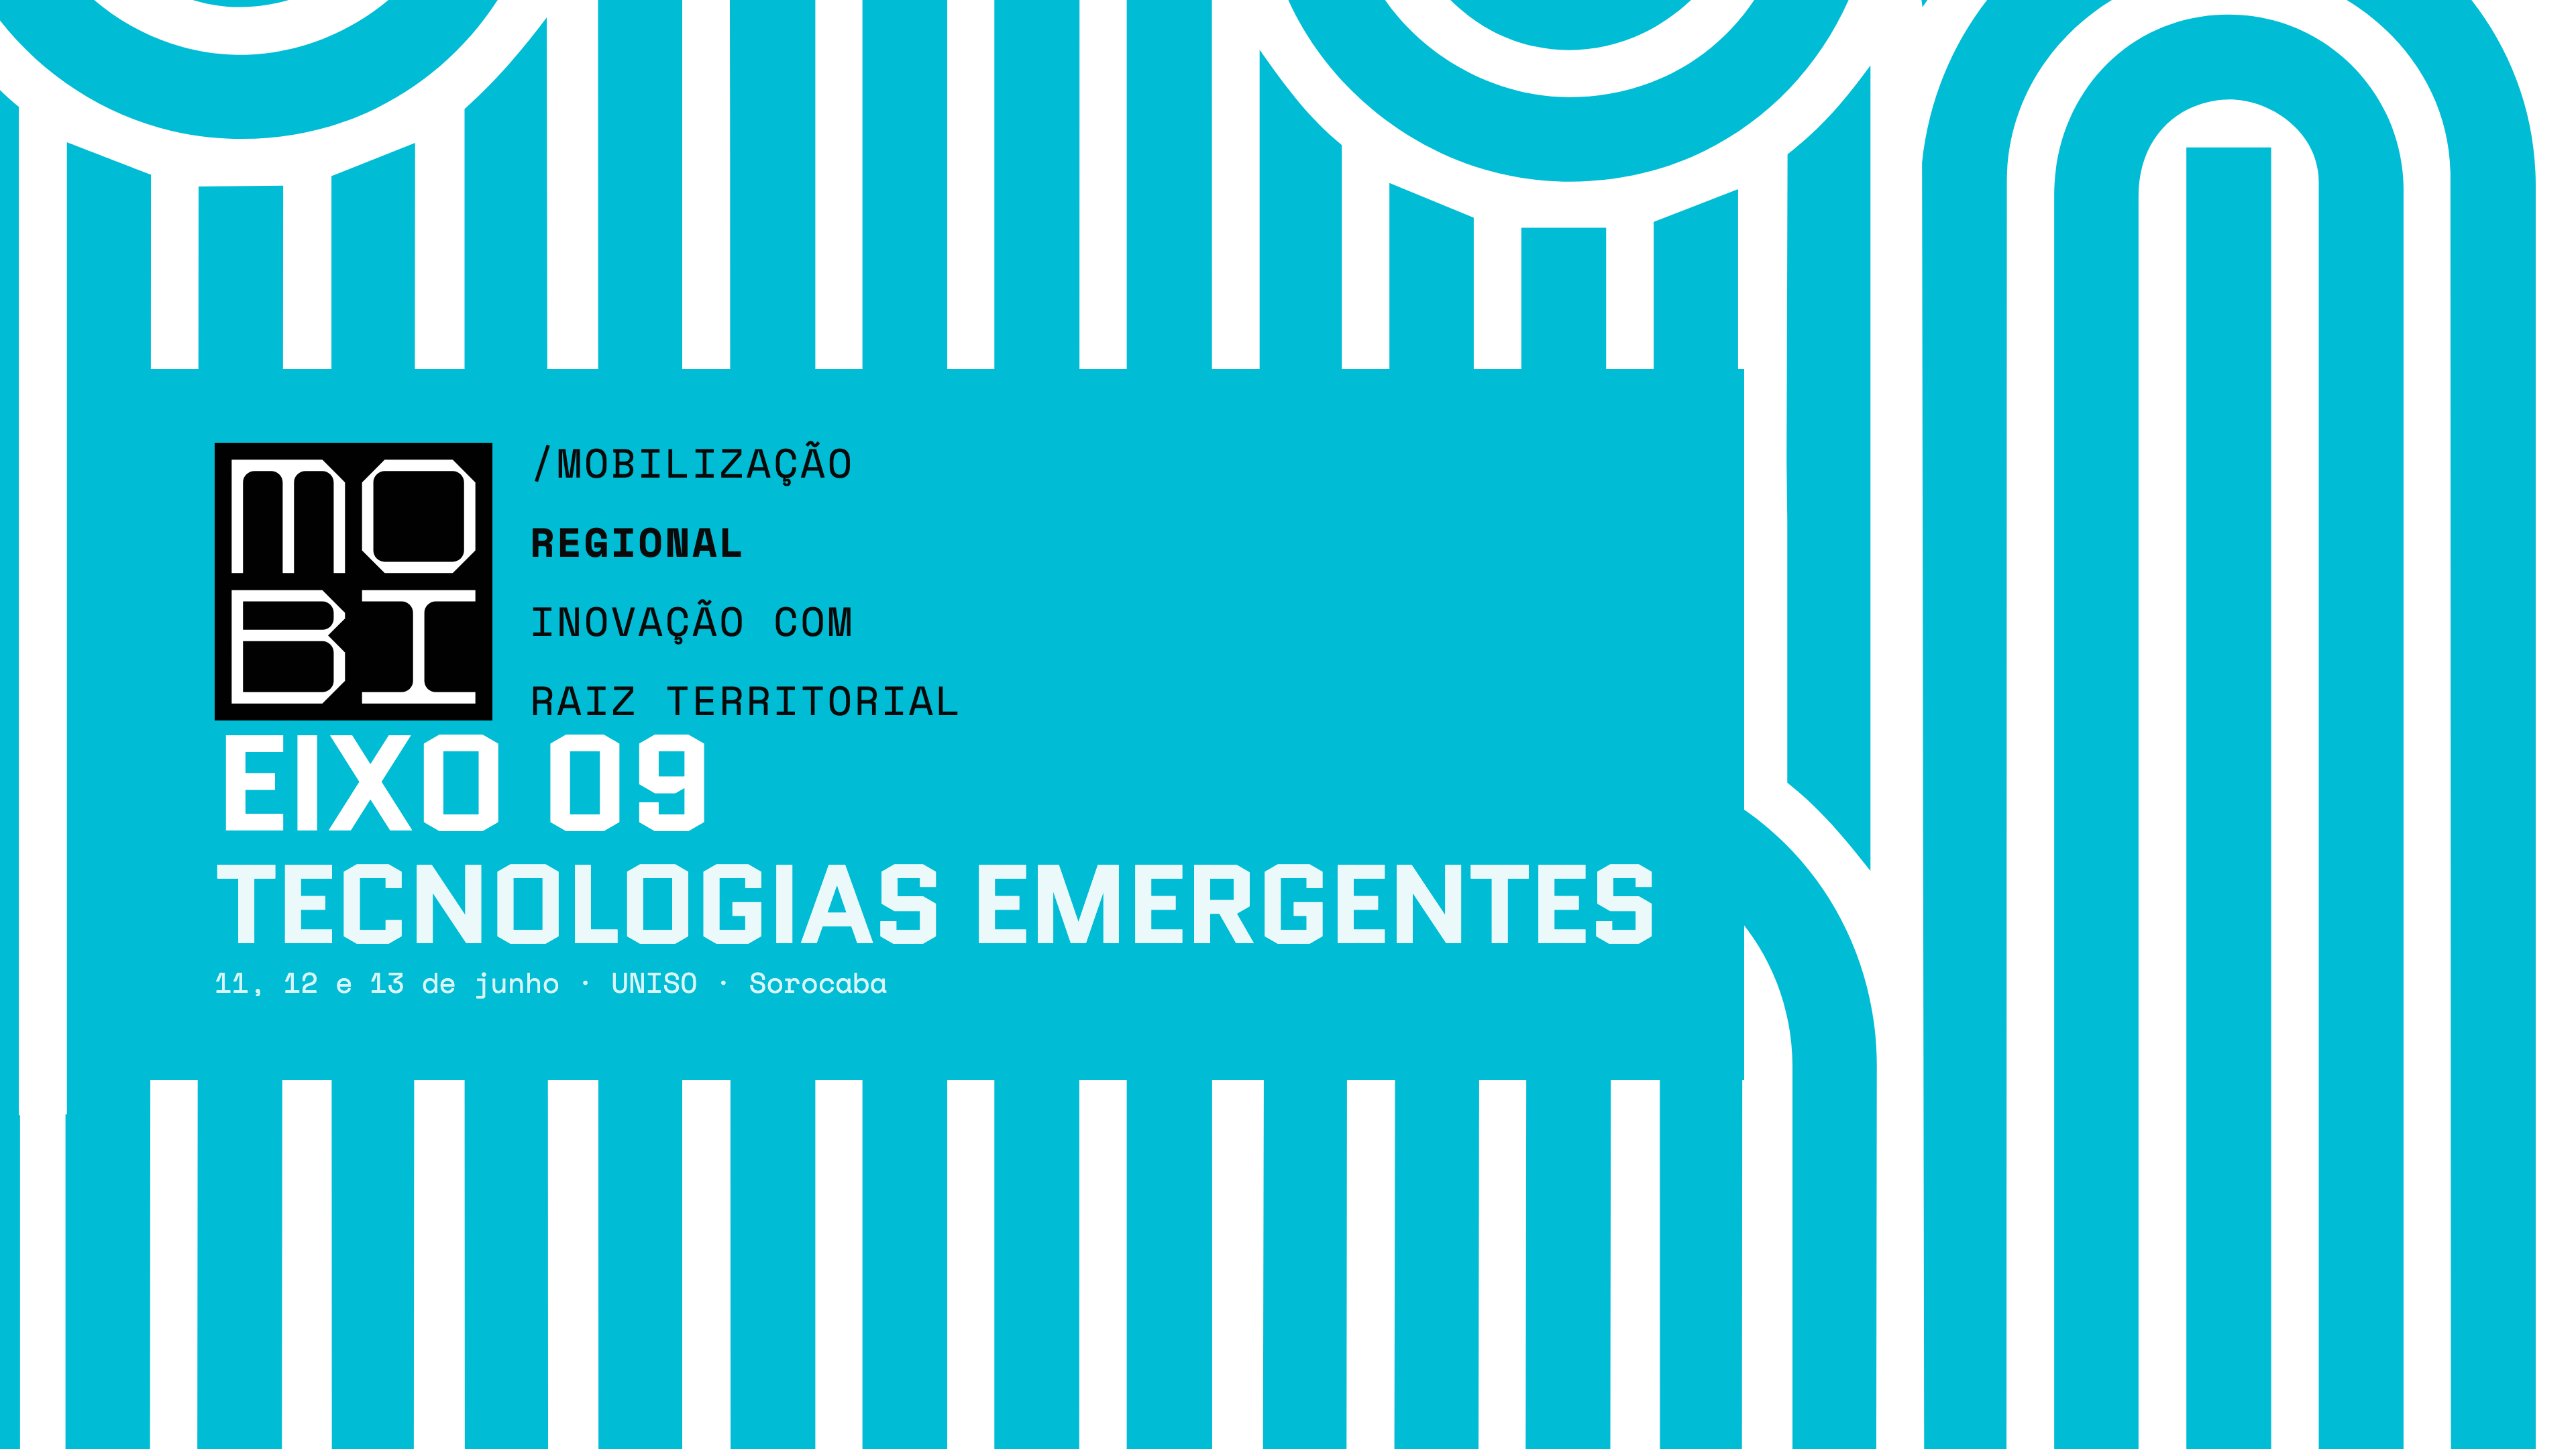 MO
BI
/MOBILIZAÇÃO
REGIONAL
INOVAÇÃO COM
RAIZ TERRITORIAL
EIXO 09
TECNOLOGIAS EMERGENTES
11, 12 e 13 de junho · UNISO · Sorocaba